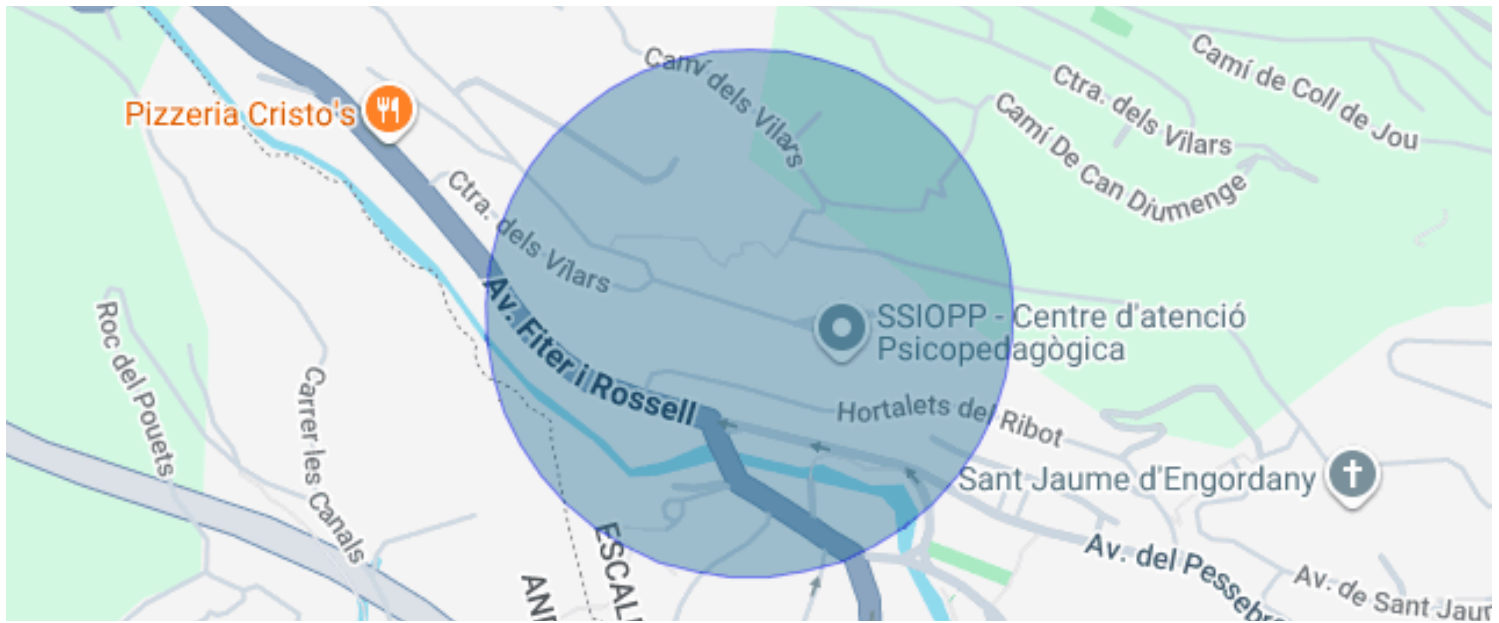 Camí dels Vilars
Camí de Coll de Jou
Ctra. dels Vilars
Pizzeria Cristo's
Camí De Can Diumenge
Ctra. dels Vilars
Av. Fiter i Rossell
SSIOPP - Centre d'atenció
Psicopedagògica
Roc del Pouets
Carrer les Canals
Hortalets del Ribot
Sant Jaume d'Engordany
ESCAL
AND
Av. del Pessebre
Av. de Sant Jaum